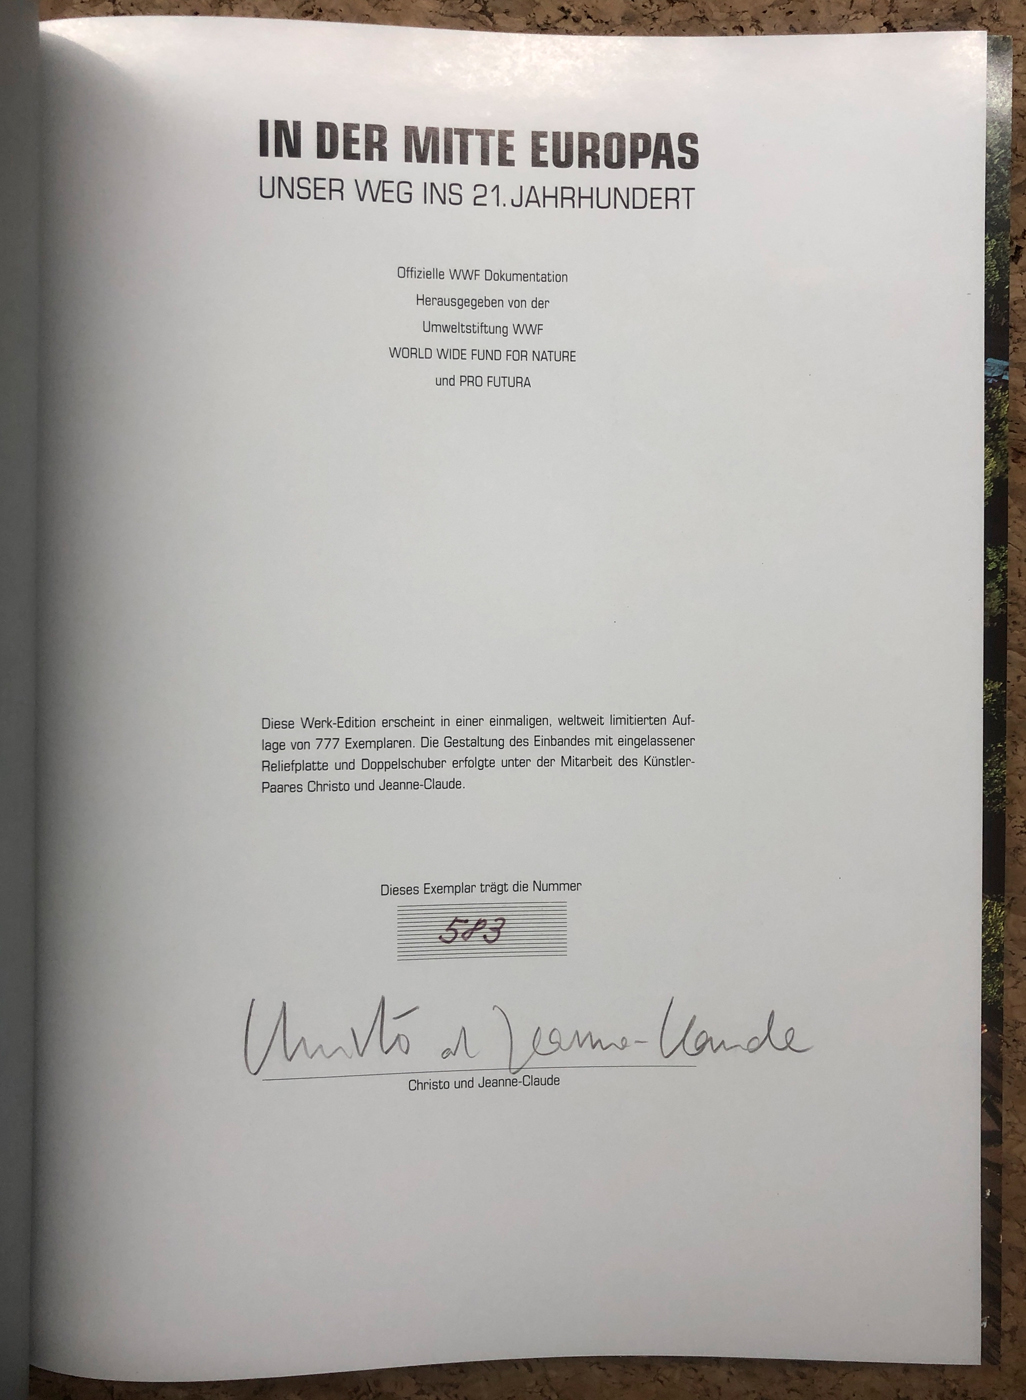 IN DER MITTE EUROPAS
UNSER WEG INS 21. JAHRHUNDERT
Offizielle WWF Dokumentation
Herausgegeben von der
Umweltstiftung WWF
WORLD WIDE FUND FOR NATURE
und PRO FUTURA
Diese Werk-Edition erscheint in einer einmaligen, weltweit limitierten Auf-
lage von 777 Exemplaren. Die Gestaltung des Einbandes mit eingelassener
Reliefplatte und Doppelschuber erfolgte unter der Mitarbeit des Künstler-
Paares Christo und Jeanne-Claude.
Dieses Exemplar trägt die Nummer
583
Christo et Jeanne-Claude
Christo und Jeanne-Claude